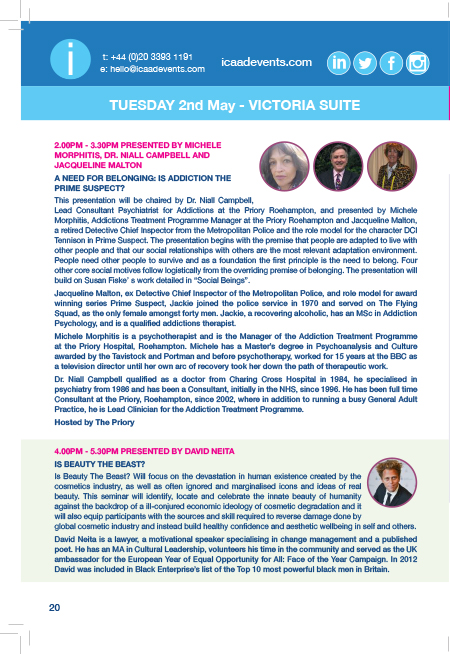 t: +44 (0)20 3393 1191
e: hello@icaadevents.com
icaadevents.com
TUESDAY 2nd May - VICTORIA SUITE
2.00PM - 3.30PM PRESENTED BY MICHELE
MORPHITIS, DR. NIALL CAMPBELL AND
JACQUELINE MALTON
A NEED FOR BELONGING: IS ADDICTION THE
PRIME SUSPECT?
This presentation will be chaired by Dr. Niall Campbell,
Lead Consultant Psychiatrist for Addictions at the Priory Roehampton, and presented by Michele
Morphitis, Addictions Treatment Programme Manager at the Priory Roehampton and Jacqueline Malton,
a retired Detective Chief Inspector from the Metropolitan Police and the role model for the character DCI
Tennison in Prime Suspect. The presentation begins with the premise that people are adapted to live with
other people and that our social relationships with others are the most relevant adaptation environment.
People need other people to survive and as a foundation the first principle is the need to belong. Four
other core social motives follow logistically from the overriding premise of belonging. The presentation will
build on Susan Fiske' s work detailed in “Social Beings”.
Jacqueline Malton, ex Detective Chief Inspector of the Metropolitan Police, and role model for award
winning series Prime Suspect, Jackie joined the police service in 1970 and served on The Flying
Squad, as the only female amongst forty men. Jackie, a recovering alcoholic, has an MSc in Addiction
Psychology, and is a qualified addictions therapist.
Michele Morphitis is a psychotherapist and is the Manager of the Addiction Treatment Programme
at the Priory Hospital, Roehampton. Michele has a Master's degree in Psychoanalysis and Culture
awarded by the Tavistock and Portman and before psychotherapy, worked for 15 years at the BBC as
a television director until her own arc of recovery took her down the path of therapeutic work.
Dr. Niall Campbell qualified as a doctor from Charing Cross Hospital in 1984, he specialised in
psychiatry from 1986 and has been a Consultant, initially in the NHS, since 1996. He has been full time
Consultant at the Priory, Roehampton, since 2002, where in addition to running a busy General Adult
Practice, he is Lead Clinician for the Addiction Treatment Programme.
Hosted by The Priory
4.00PM - 5.30PM PRESENTED BY DAVID NEITA
IS BEAUTY THE BEAST?
Is Beauty The Beast? Will focus on the devastation in human existence created by the
cosmetics industry, as well as often ignored and marginalised icons and ideas of real
beauty. This seminar will identify, locate and celebrate the innate beauty of humanity
against the backdrop of a ill-conjured economic ideology of cosmetic degradation and it
will also equip participants with the sources and skill required to reverse damage done by
global cosmetic industry and instead build healthy confidence and aesthetic wellbeing in self and others.
David Neita is a lawyer, a motivational speaker specialising in change management and a published
poet. He has an MA in Cultural Leadership, volunteers his time in the community and served as the UK
ambassador for the European Year of Equal Opportunity for All: Face of the Year Campaign. In 2012
David was included in Black Enterprise's list of the Top 10 most powerful black men in Britain.
20